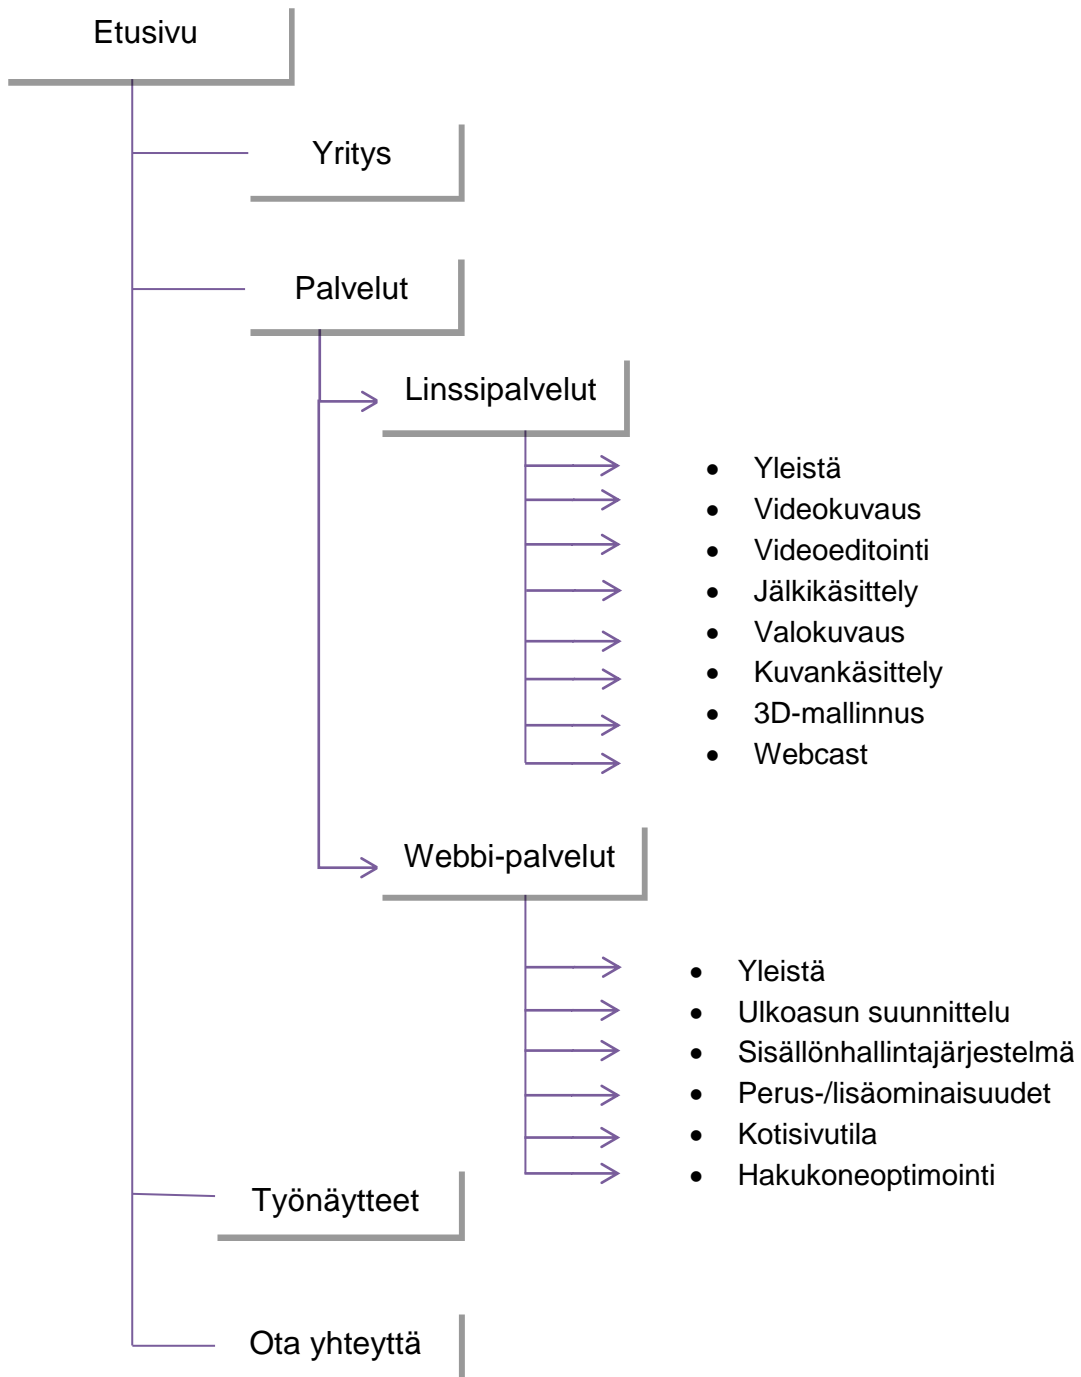 Etusivu
Yritys
Palvelut
Linssipalvelut
• Yleistä
• Videokuvaus
• Videoeditointi
• Jälkikäsittely
• Valokuvaus
• Kuvankäsittely
• 3D-mallinnus
• Webcast
Webbi-palvelut
• Yleistä
• Ulkoasun suunnittelu
• Sisällönhallintajärjestelmä
• Perus-/lisäominaisuudet
• Kotisivutila
• Hakukoneoptimointi
Työnäytteet
Ota yhteyttä